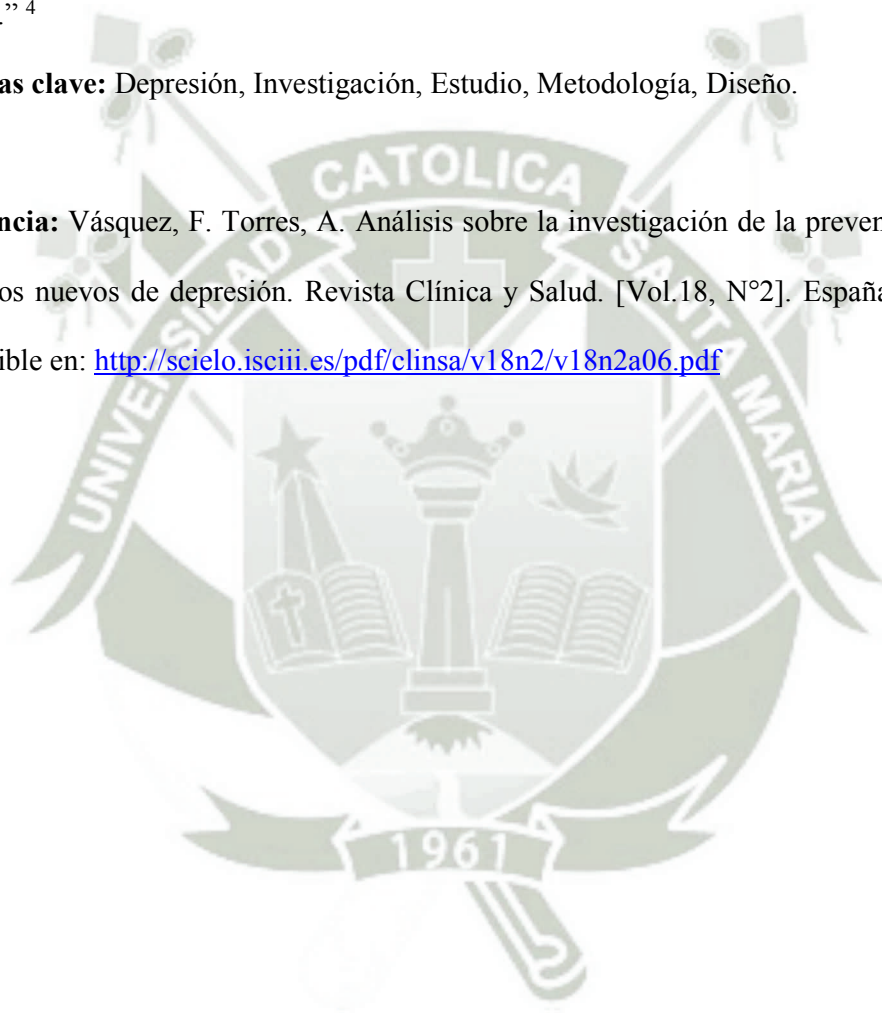 .” 4
as clave: Depresión, Investigación, Estudio, Metodología, Diseño.
ncia: Vásquez, F. Torres, A. Análisis sobre la investigación de la preven
os nuevos de depresión. Revista Clínica y Salud. [Vol.18, N°2]. España
ible en: http://scielo.isciii.es/pdf/clinsa/v18n2/v18n2a06.pdf
UNIVERSIDAD CATOLICA SANTA MARIA
1961